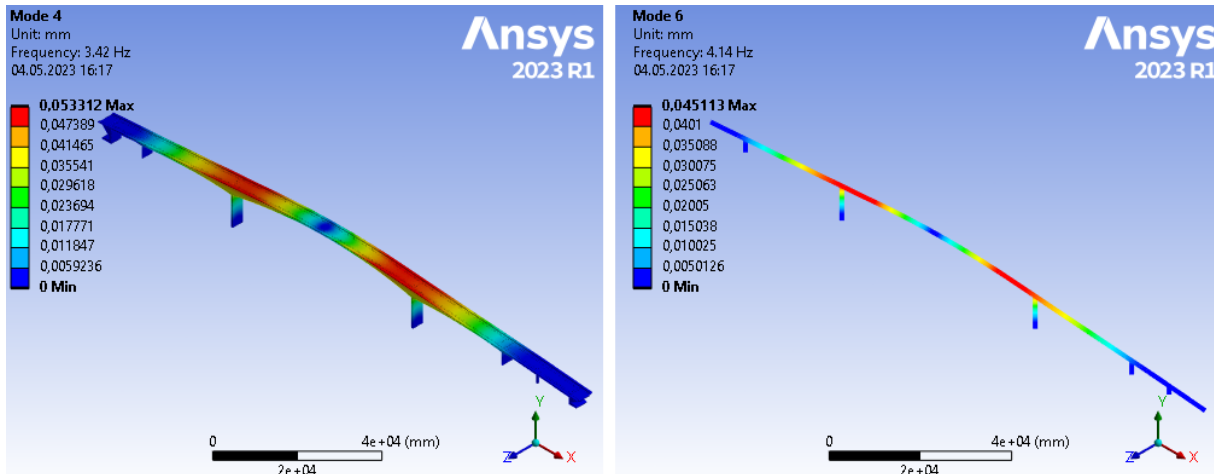 Mode 4
Unit: mm
Frequency: 3.42 Hz
04.05.2023 16:17
Ansys
2023 R1
0,053312 Max
0,047389
0,041465
0,035541
0,029618
0,023694
0,017771
0,011847
0,0059236
0 Min
0
4e+04 (mm)
2e+04
Y
Z
X
Mode 6
Unit: mm
Frequency: 4.14 Hz
04.05.2023 16:17
Ansys
2023 R1
0,045113 Max
0,0401
0,035088
0,030075
0,025063
0,02005
0,015038
0,010025
0,0050126
0 Min
0
4e+04 (mm)
2e+04
Y
Z
X